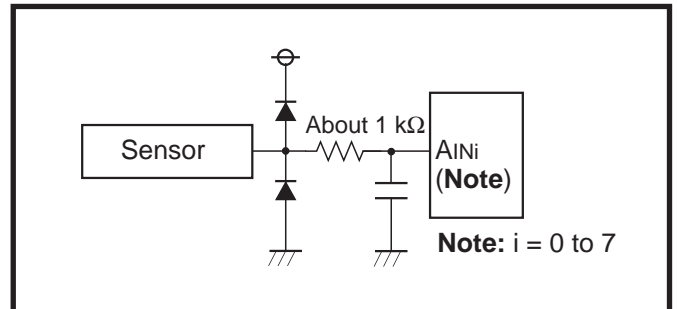 About 1 kΩ
Sensor
AINi
(Note)
Note: i = 0 to 7